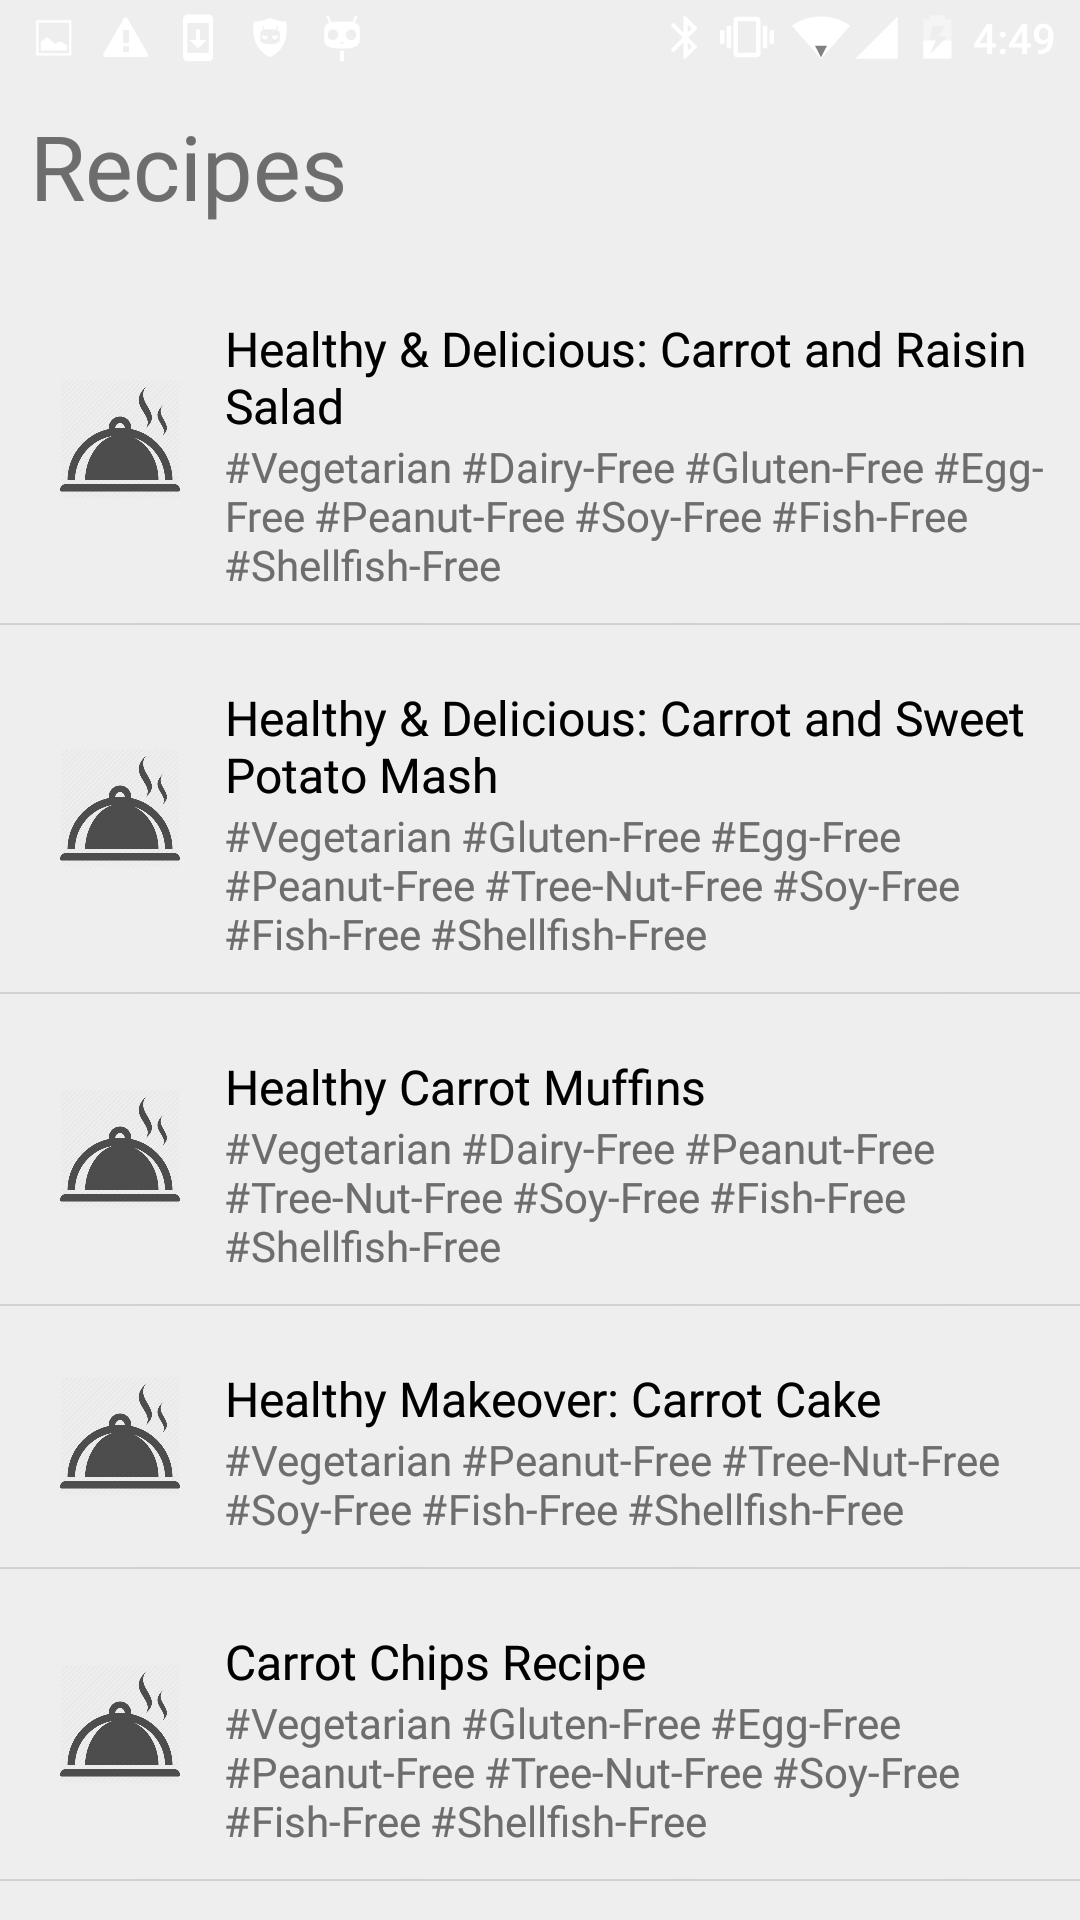 4:49
Recipes
Healthy & Delicious: Carrot and Raisin
Salad
#Vegetarian #Dairy-Free #Gluten-Free #Egg-
Free #Peanut-Free #Soy-Free #Fish-Free
#Shellfish-Free
Healthy & Delicious: Carrot and Sweet
Potato Mash
#Vegetarian #Gluten-Free #Egg-Free
#Peanut-Free #Tree-Nut-Free #Soy-Free
#Fish-Free #Shellfish-Free
Healthy Carrot Muffins
#Vegetarian #Dairy-Free #Peanut-Free
#Tree-Nut-Free #Soy-Free #Fish-Free
#Shellfish-Free
Healthy Makeover: Carrot Cake
#Vegetarian #Peanut-Free #Tree-Nut-Free
#Soy-Free #Fish-Free #Shellfish-Free
Carrot Chips Recipe
#Vegetarian #Gluten-Free #Egg-Free
#Peanut-Free #Tree-Nut-Free #Soy-Free
#Fish-Free #Shellfish-Free